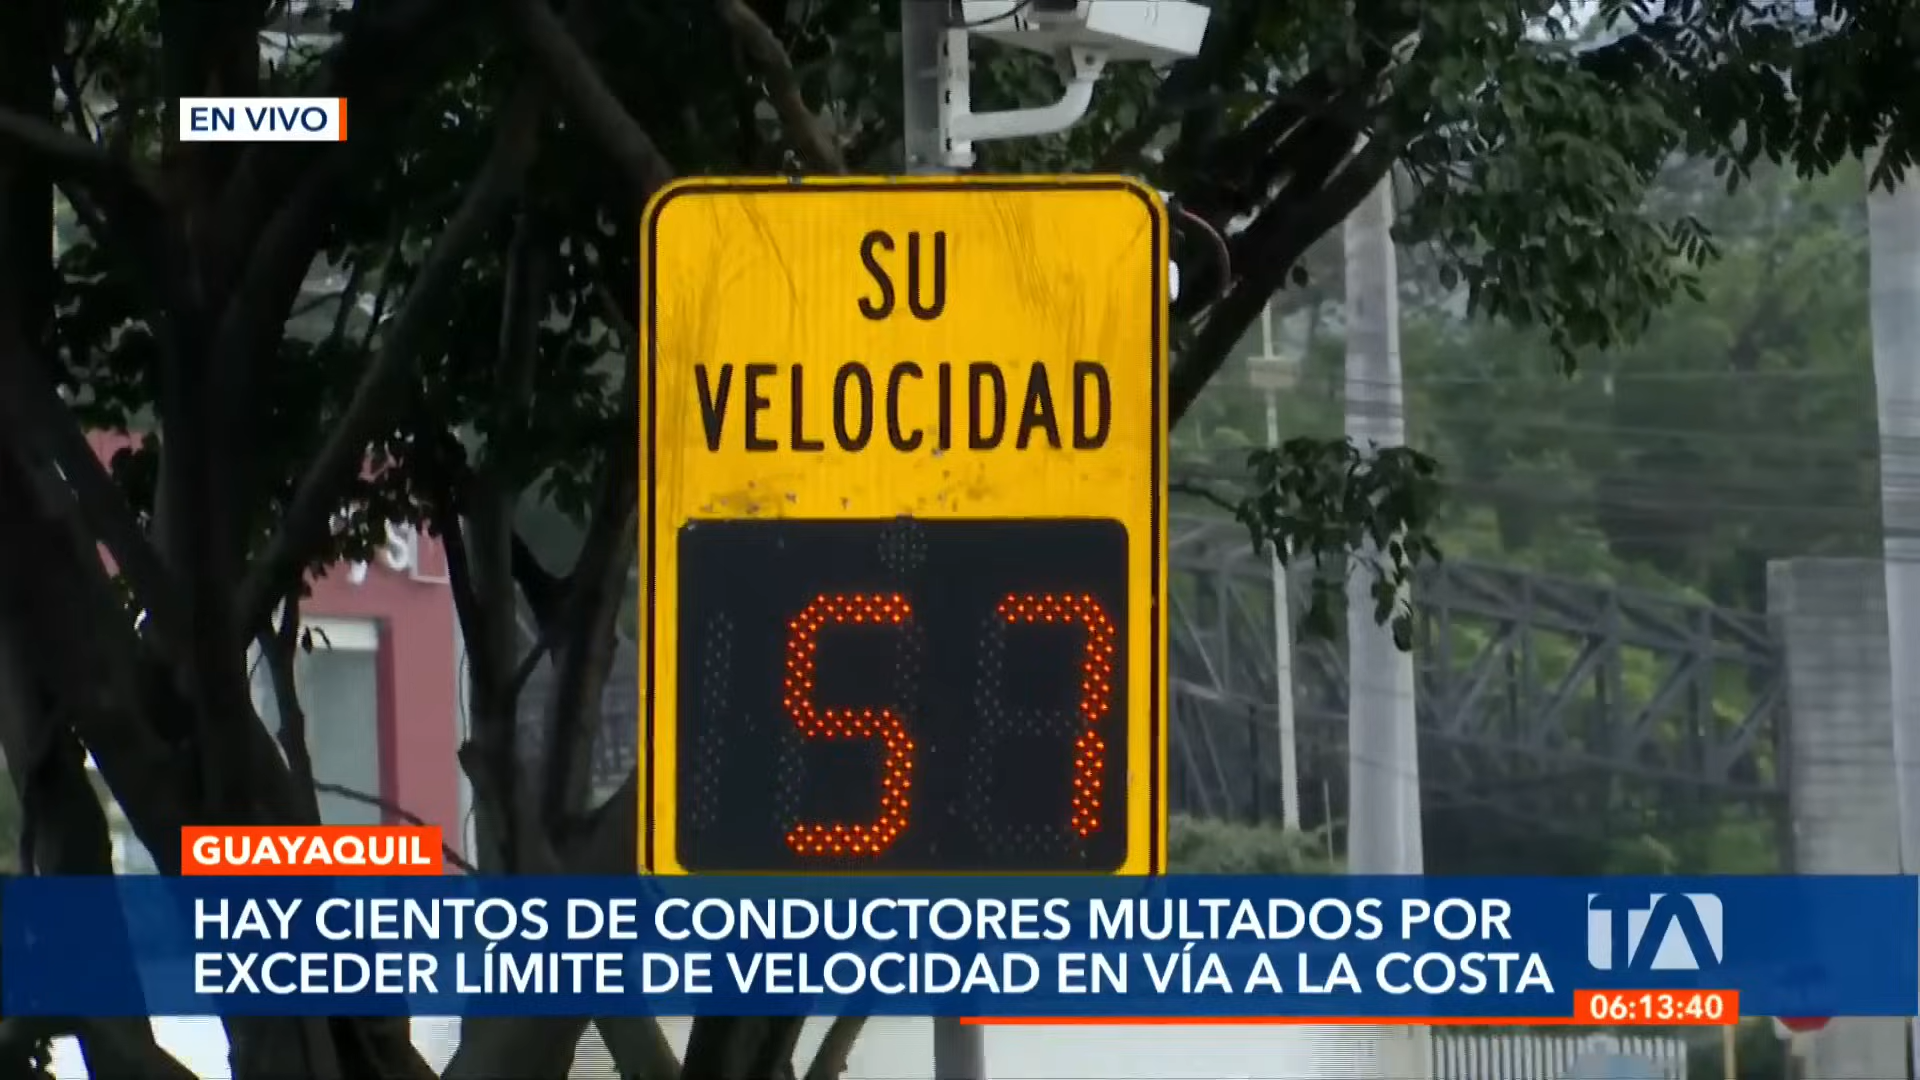 EN VIVO
SU
VELOCIDAD
57
GUAYAQUIL
HAY CIENTOS DE CONDUCTORES MULTADOS POR
EXCEDER LÍMITE DE VELOCIDAD EN VÍA A LA COSTA
TA
06:13:40